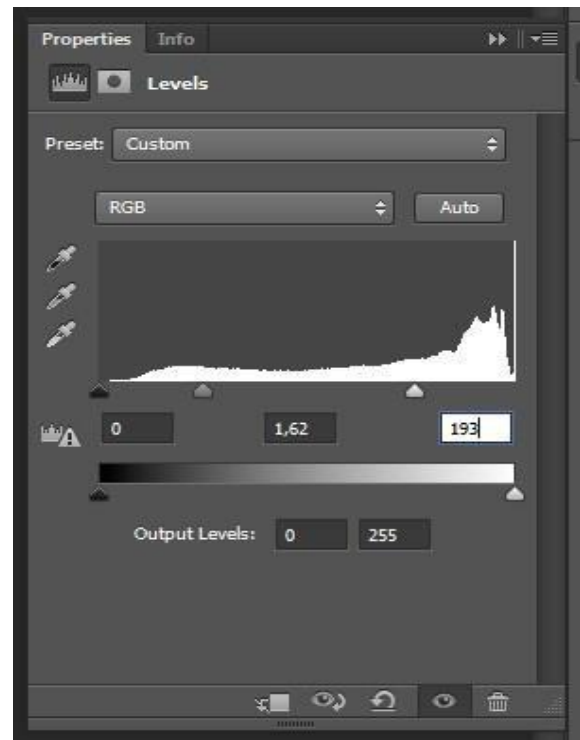 Properties Info
Levels
Preset: Custom
RGB Auto
0 1,62 193
Output Levels: 0 255